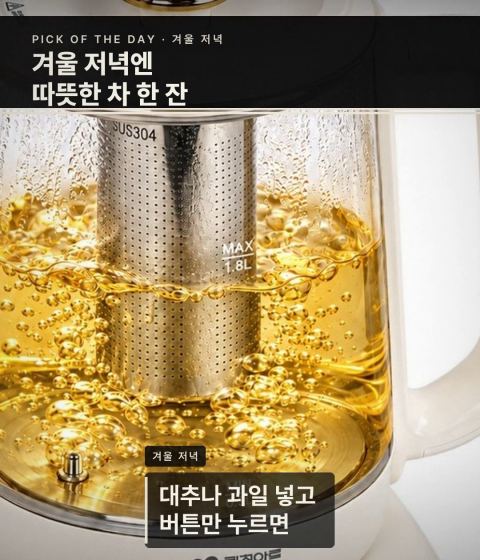 PICK OF THE DAY · 겨울 저녁
겨울 저녁엔
따뜻한 차 한 잔
SUS304
MAX
1.8L
겨울 저녁
대추나 과일 넣고
버튼만 누르면